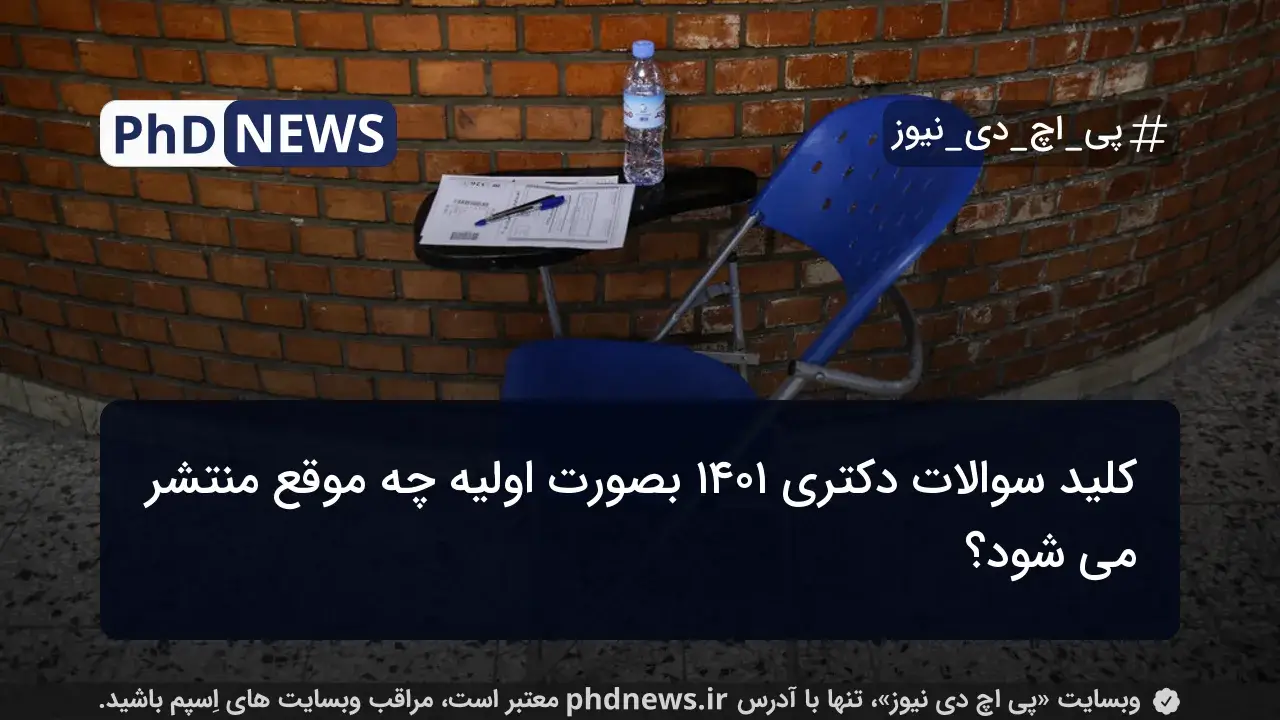 PhD NEWS
#پی_اچ_دی_نیوز
کلید سوالات دکتری ۱۴۰۱ بصورت اولیه چه موقع منتشر
می شود؟
وبسایت «پی اچ دی نیوز»، تنها با آدرس phdnews.ir معتبر است، مراقب وبسایت های اِسپم باشید.